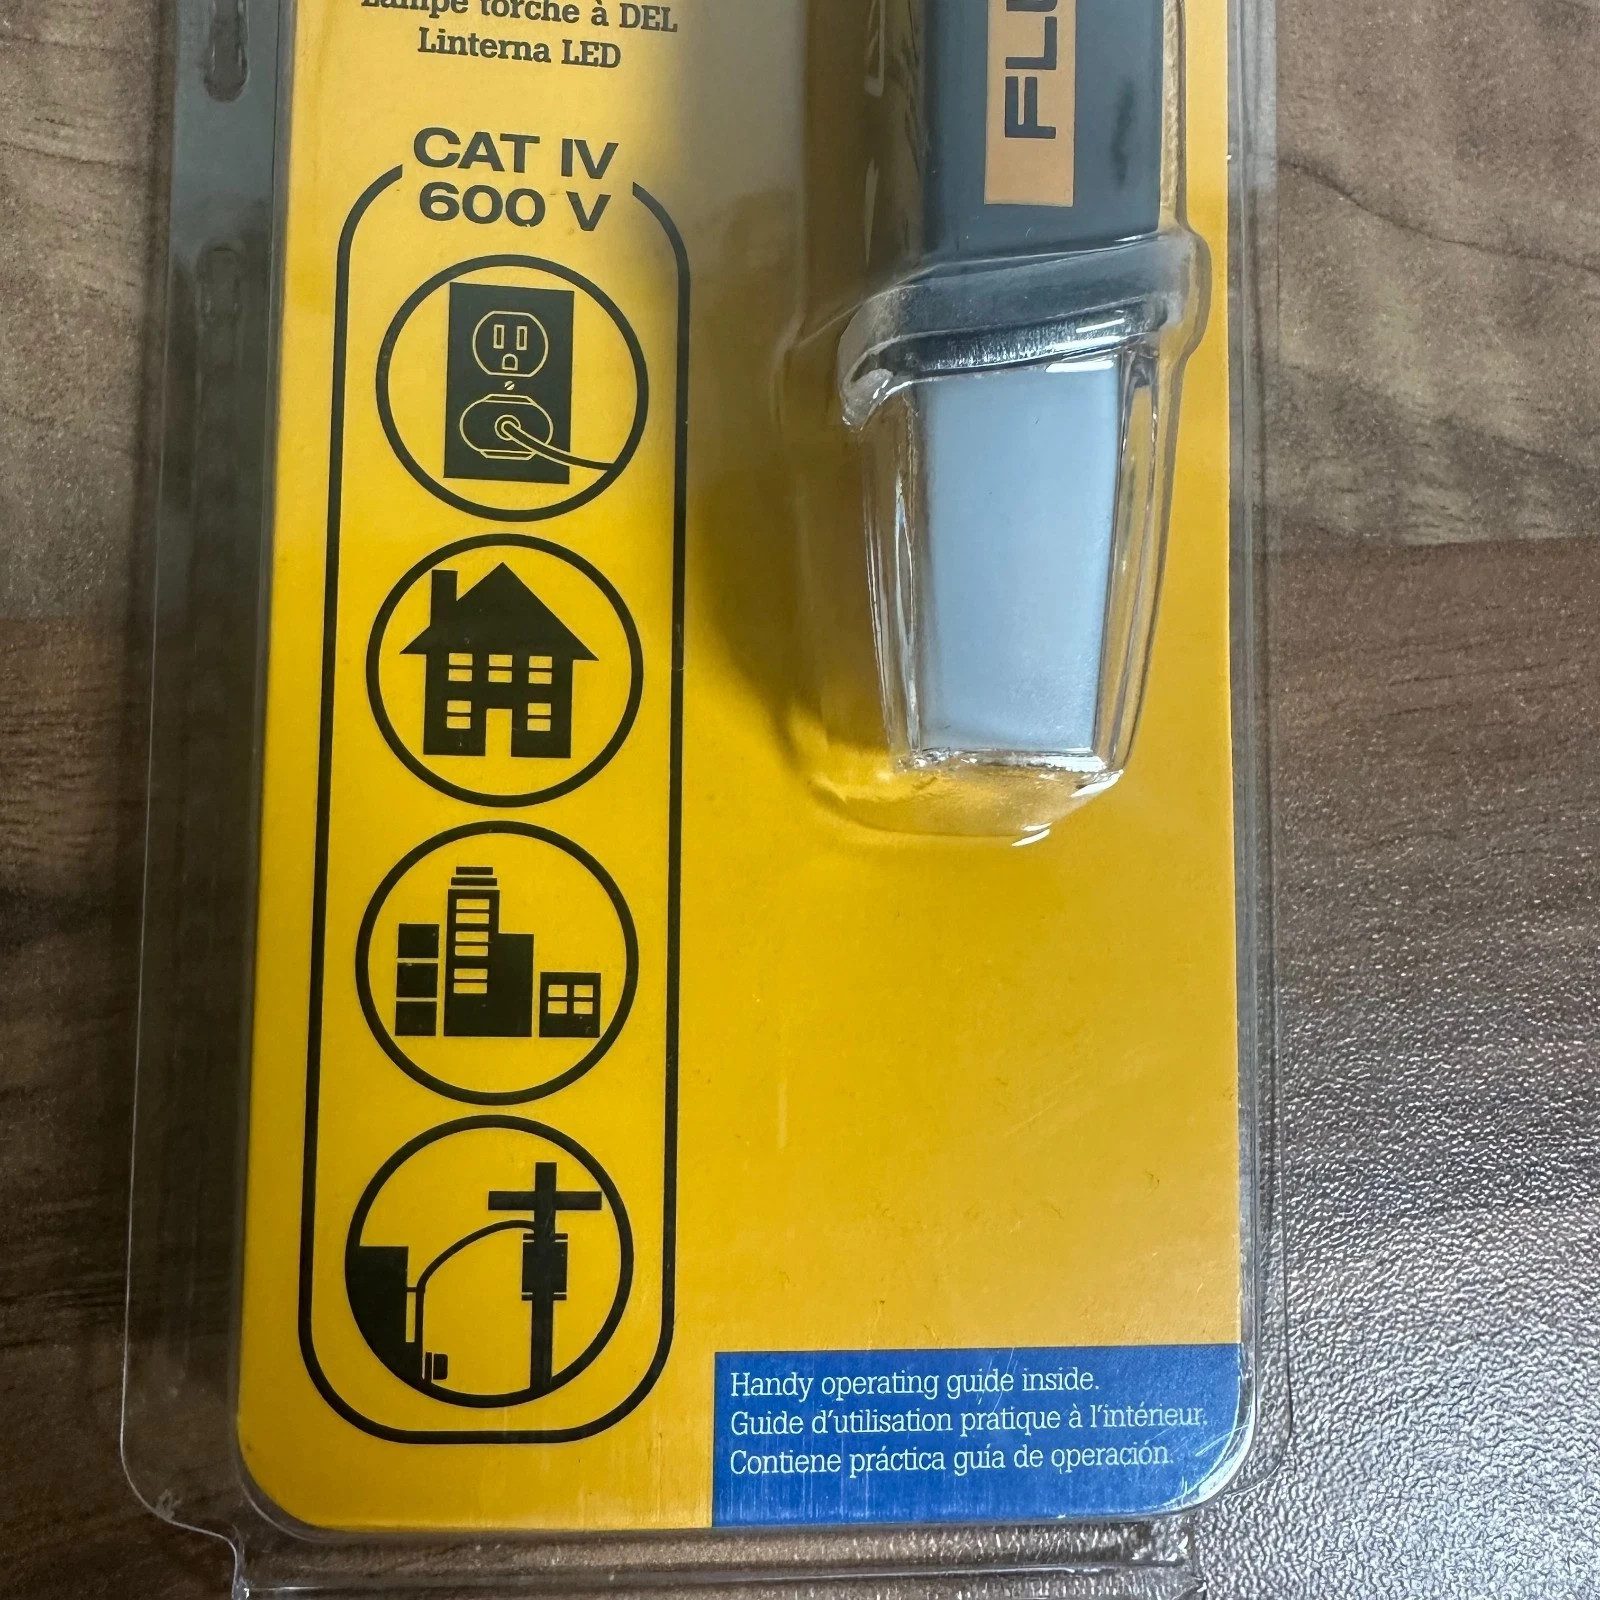 Lampe torche à DEL
Linterna LED
CAT IV
600 V
Handy operating guide inside.
Guide d'utilisation pratique à l'intérieur.
Contiene práctica guía de operación.